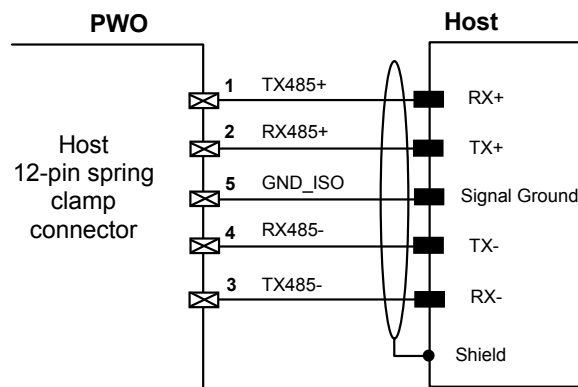 PWO
Host
1 TX485+
RX+
2 RX485+
TX+
Host
12-pin spring
clamp
connector
5 GND_ISO
Signal Ground
4 RX485-
TX-
3 TX485-
RX-
Shield